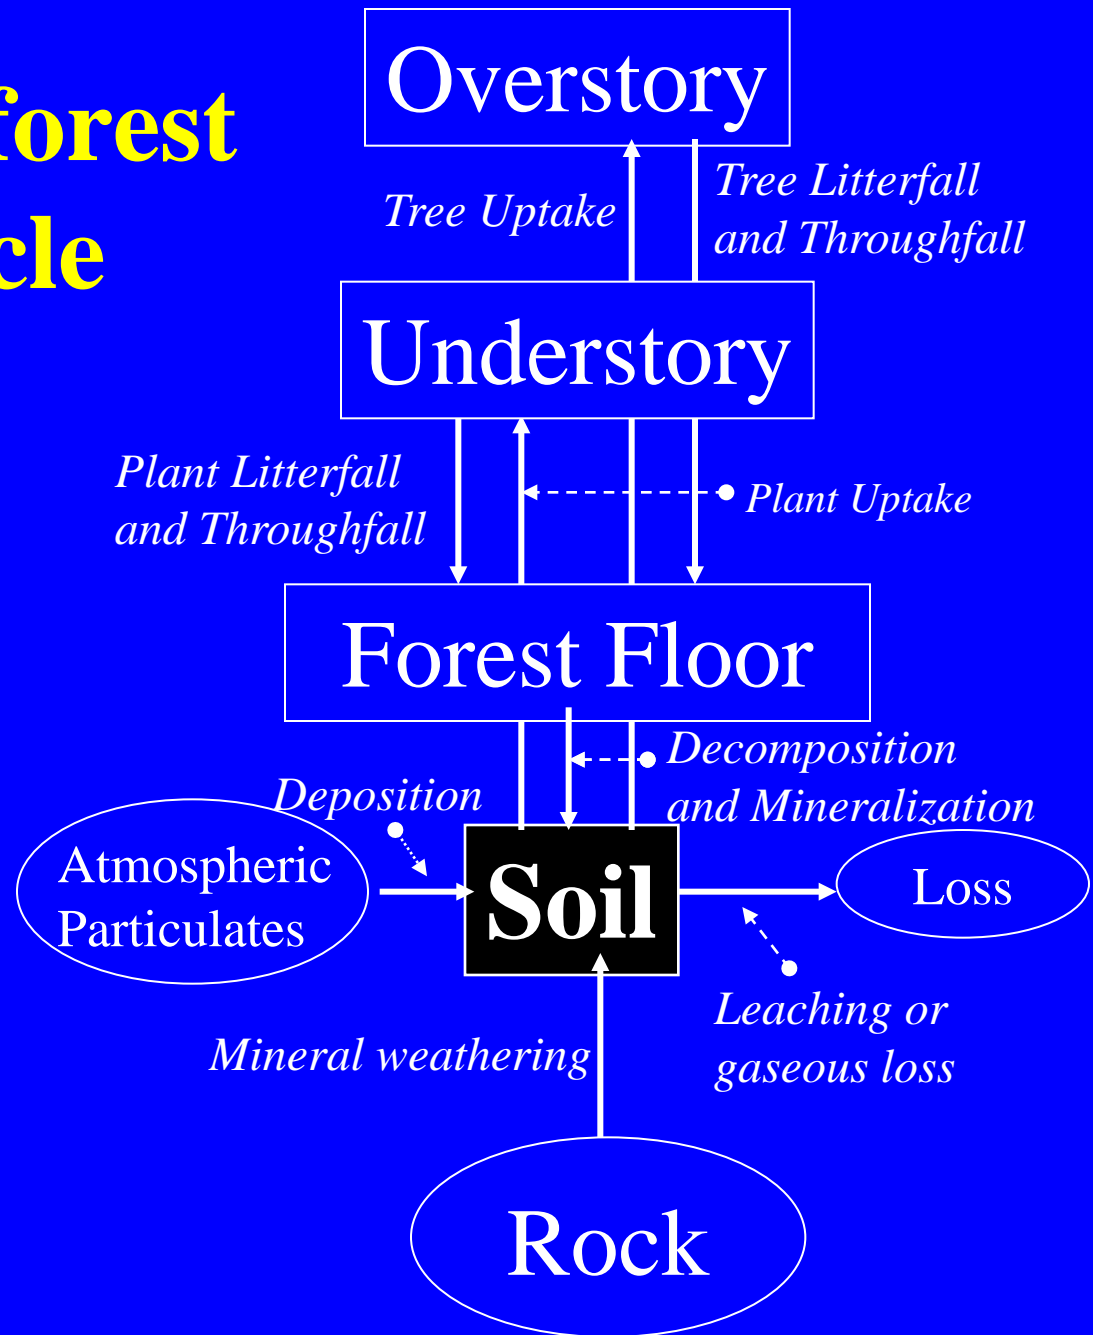 forest
cle
Overstory
Tree Uptake
Tree Litterfall
and Throughfall
Understory
Plant Litterfall
and Throughfall
Plant Uptake
Forest Floor
Decomposition
and Mineralization
Deposition
Atmospheric
Particulates
Soil
Loss
Leaching or
gaseous loss
Mineral weathering
Rock